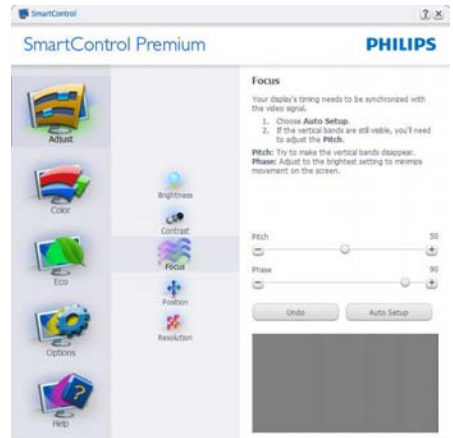 SmartControl
? X
SmartControl Premium
PHILIPS
Adjust
Color
Eco
Options
Help
Brightness
Contrast
Focus
Position
Resolution
Focus
Your display's timing needs to be synchronized with
the video signal.
1. Choose Auto Setup.
2. If the vertical bands are still visible, you'll need
to adjust the Pitch.
Pitch: Try to make the vertical bands disappear.
Phase: Adjust to the brightest setting to minimize
movement on the screen.
Pitch 50
Phase 90
Undo Auto Setup